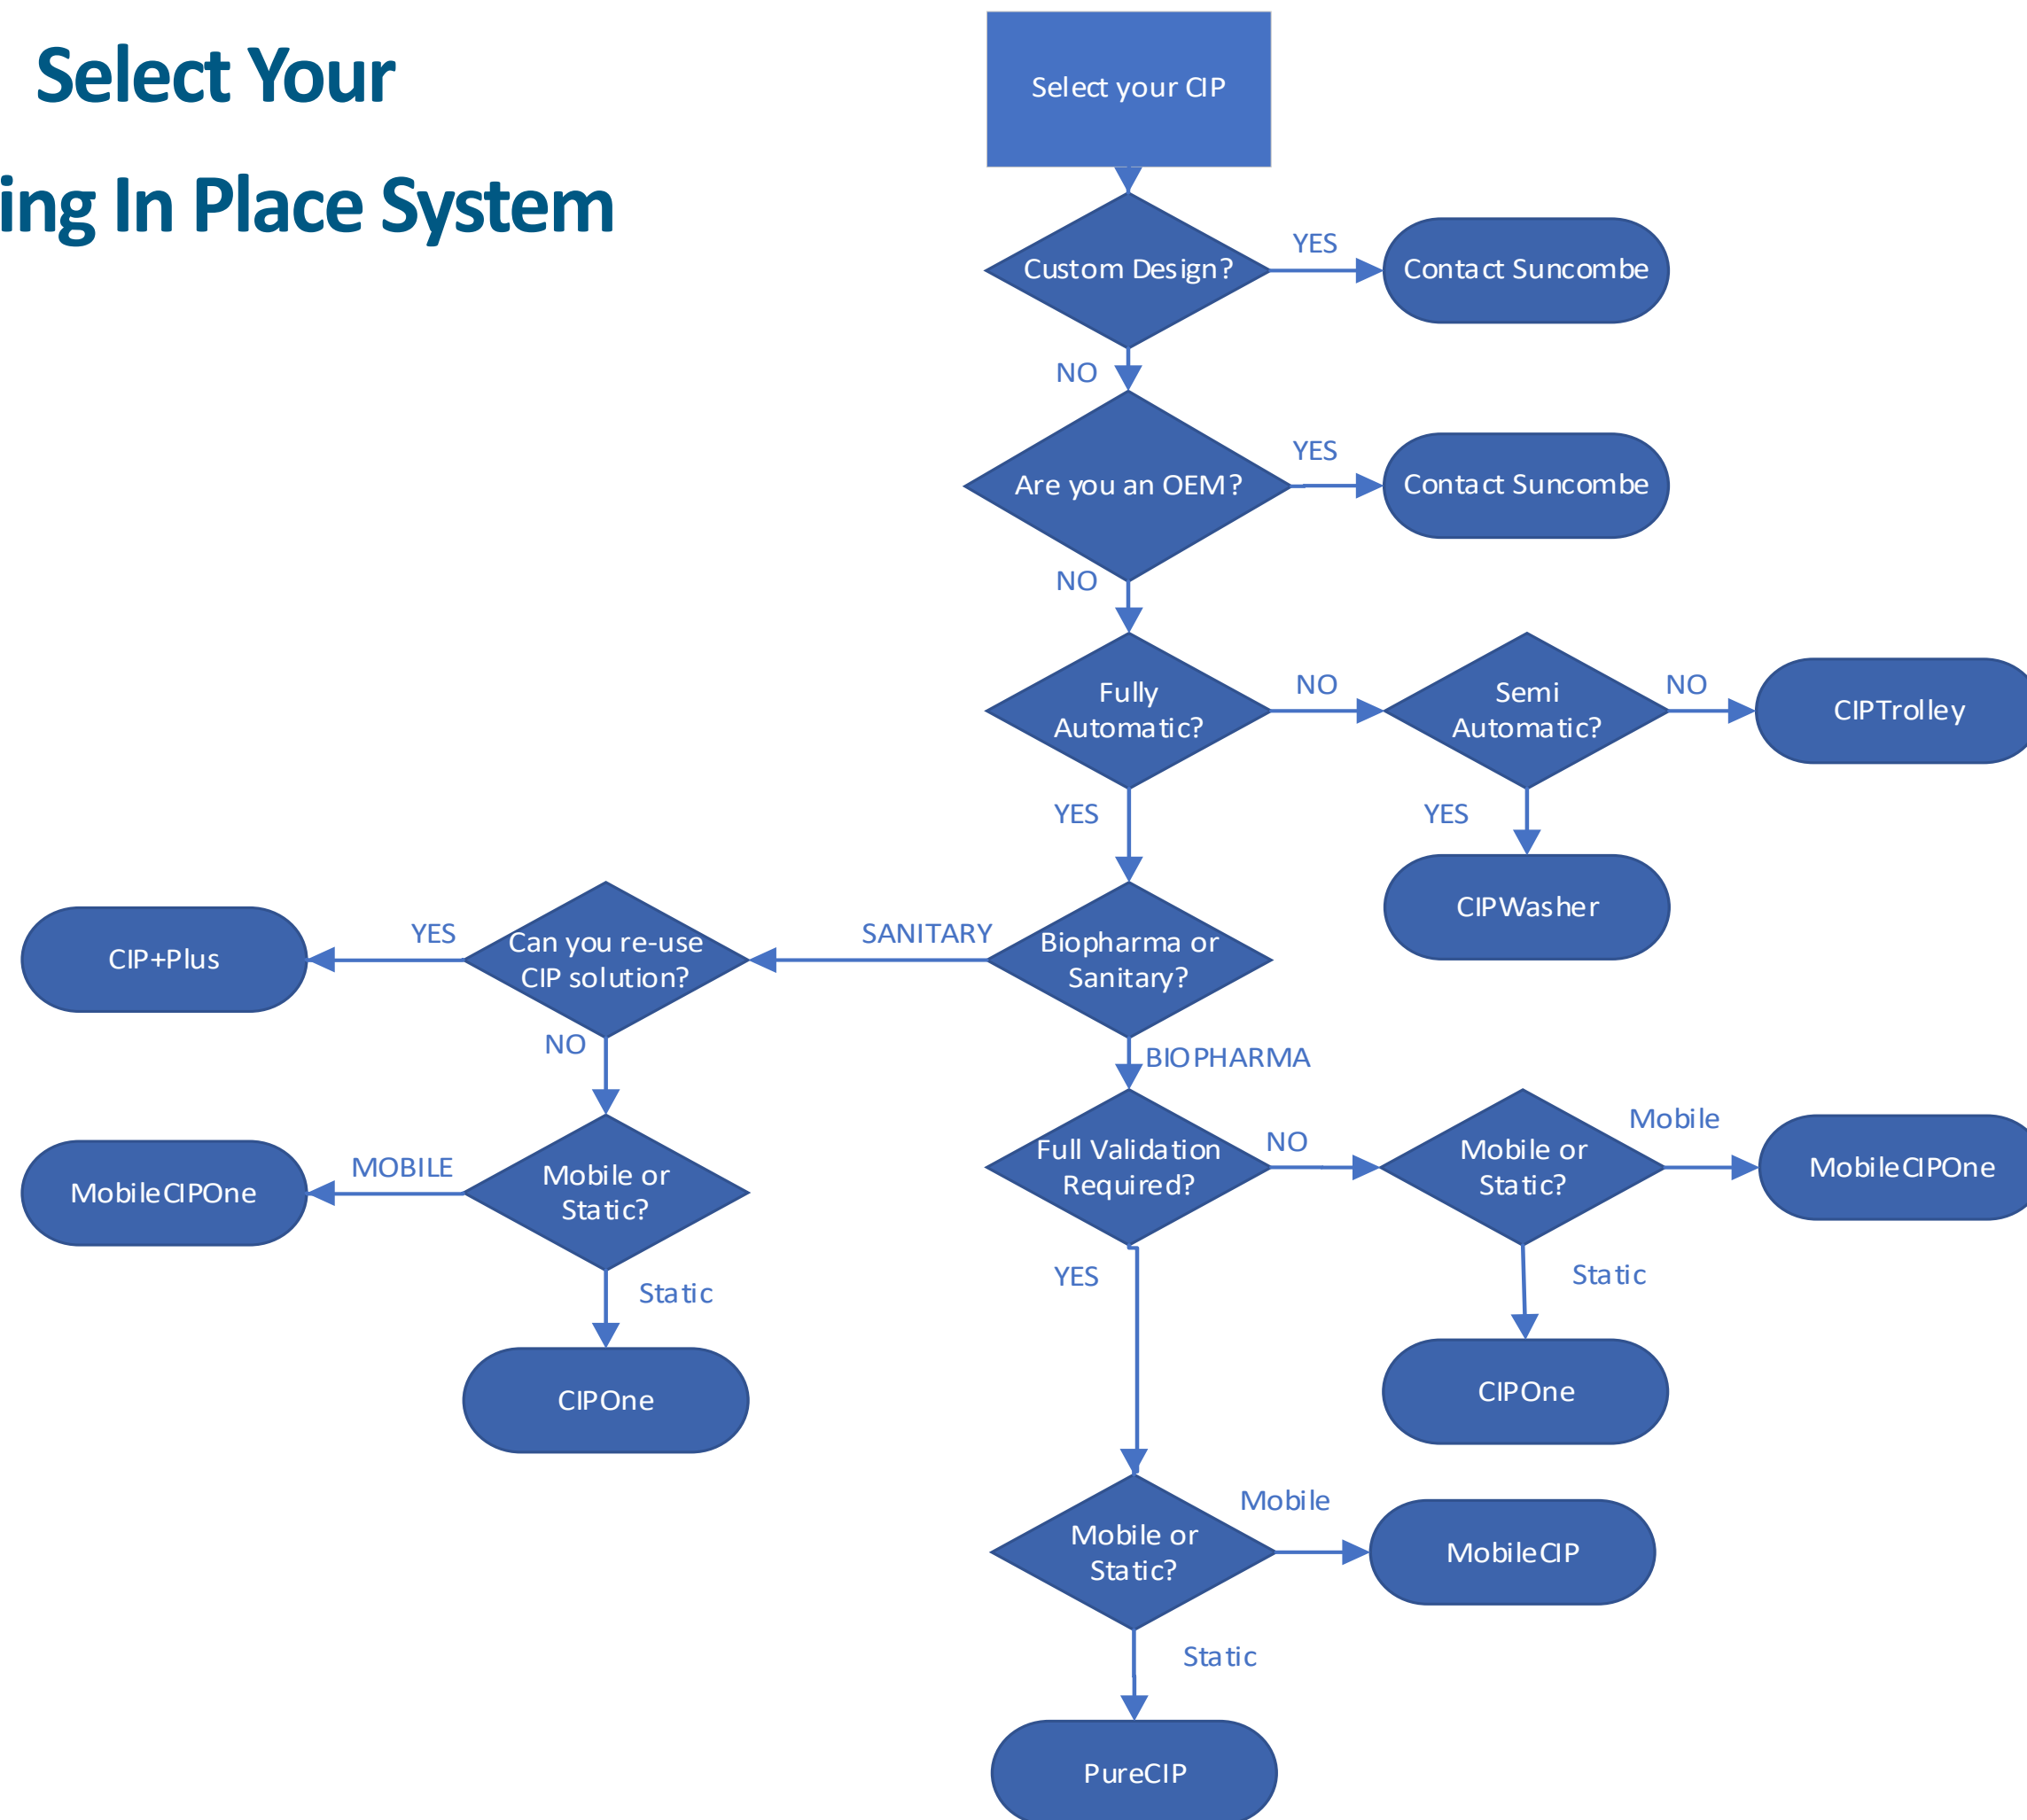 Select Your
ing In Place System
Select your CIP
Custom Design?
YES
Contact Suncombe
NO
Are you an OEM?
YES
Contact Suncombe
NO
Fully
Automatic?
NO
Semi
Automatic?
NO
CIPTrolley
YES
YES
CIPWasher
CIP+Plus
YES
Can you re-use
CIP solution?
SANITARY
Biopharma or
Sanitary?
NO
BIOPHARMA
MobileCIPOne
MOBILE
Mobile or
Static?
Full Validation
Required?
NO
Mobile or
Static?
Mobile
MobileCIPOne
Static
YES
Static
CIPOne
CIPOne
Mobile or
Static?
Mobile
MobileCIP
Static
PureCIP